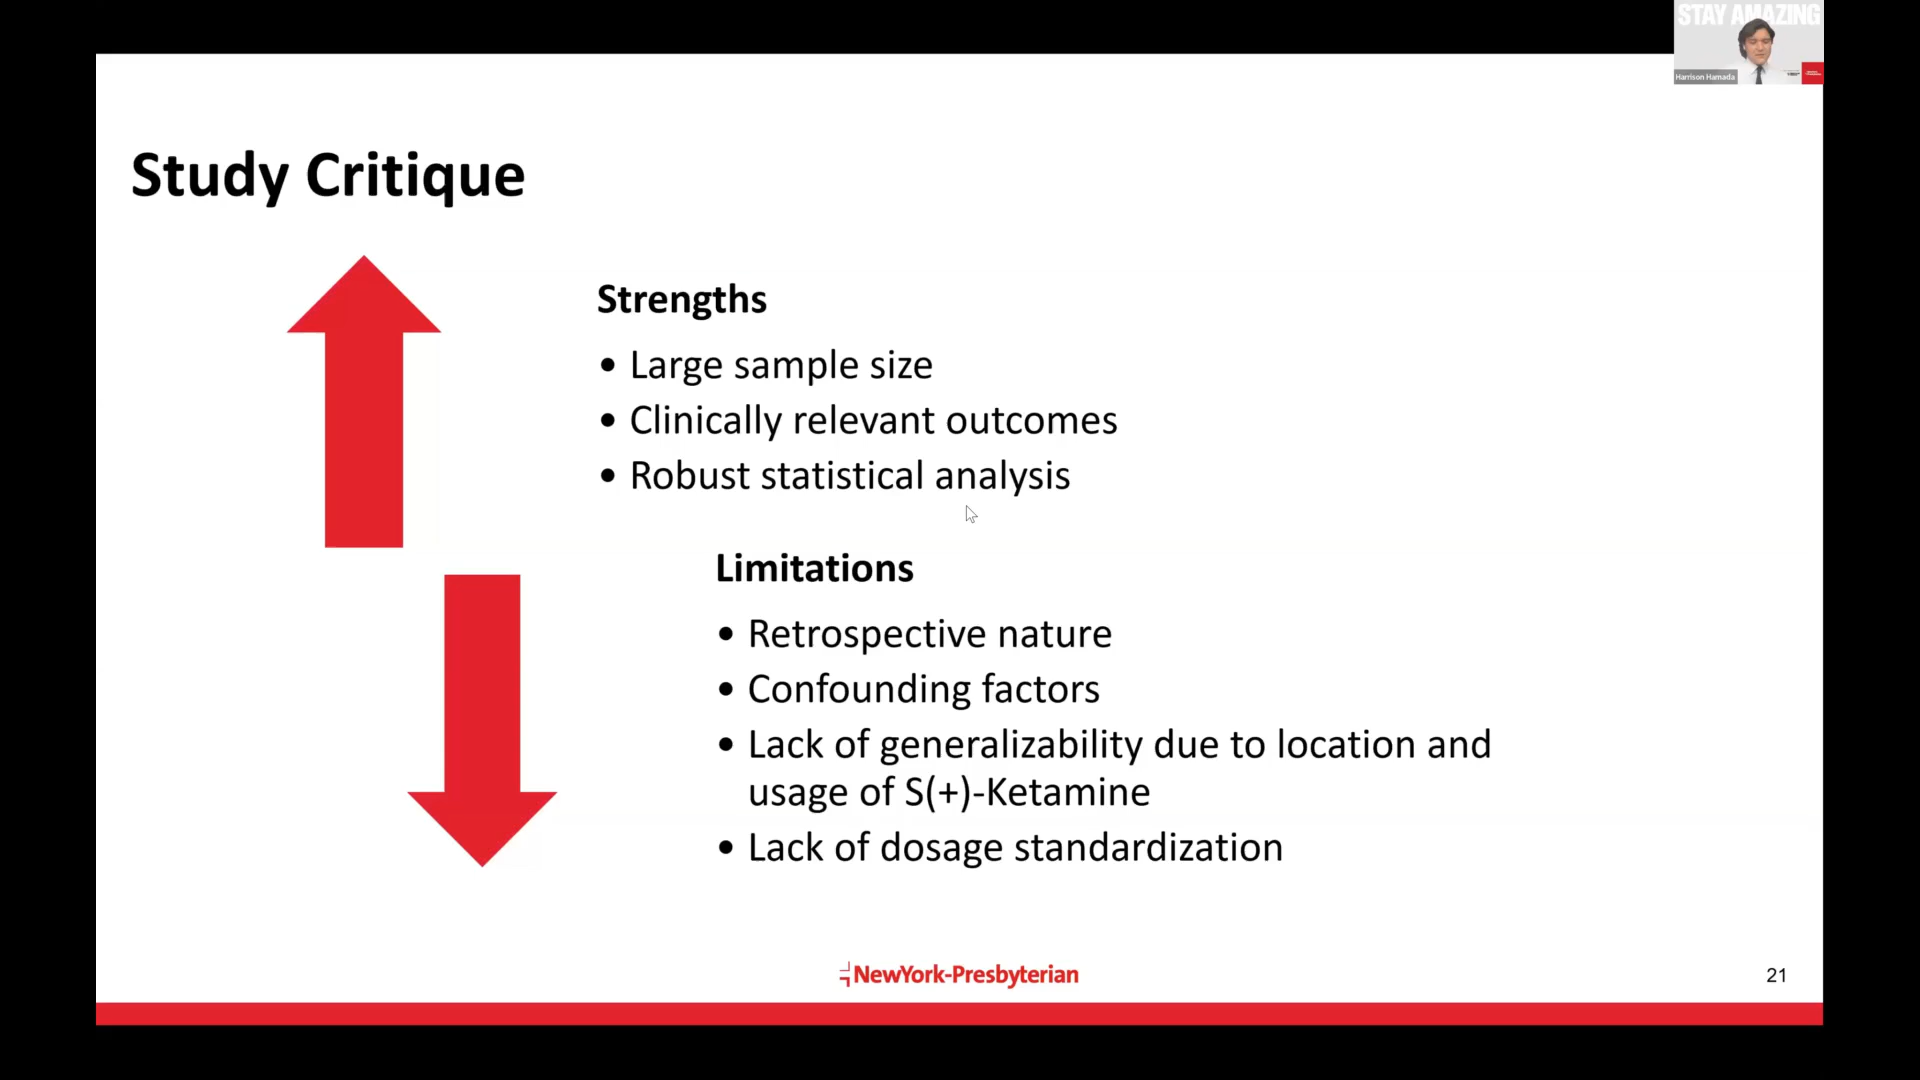 STAY AMAZING
Harrison Hamada
Study Critique
Strengths
• Large sample size
• Clinically relevant outcomes
• Robust statistical analysis
Limitations
• Retrospective nature
• Confounding factors
• Lack of generalizability due to location and
usage of S(+)-Ketamine
• Lack of dosage standardization
NewYork-Presbyterian
21